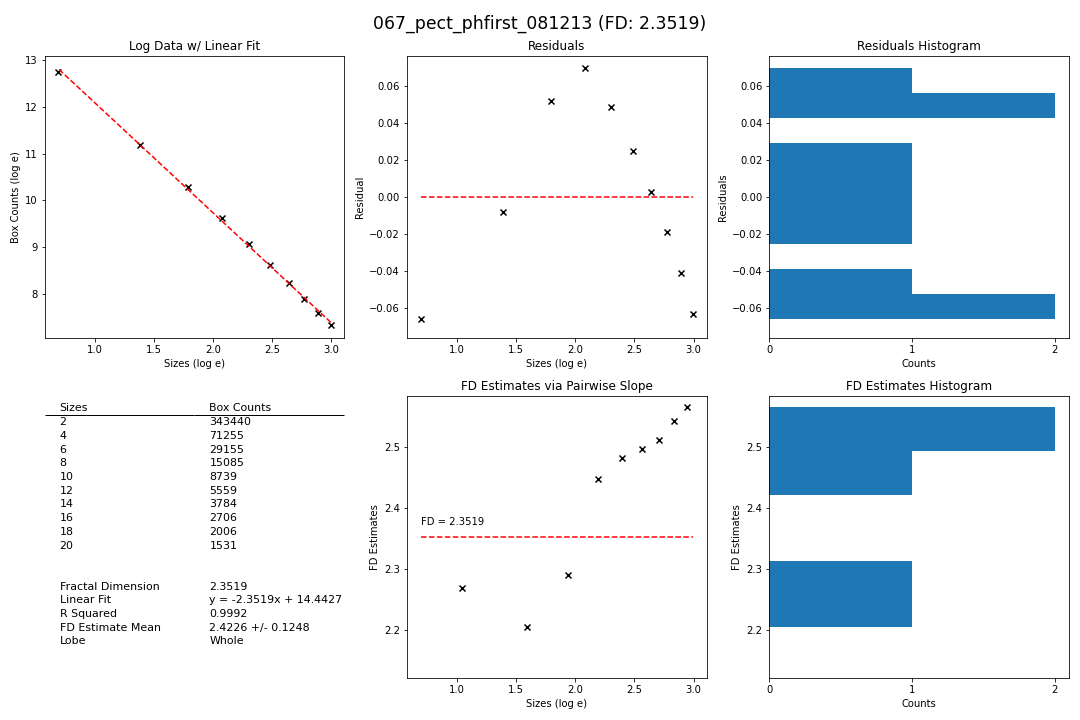 067_pect_phfirst_081213 (FD: 2.3519)
Log Data w/ Linear Fit
Box Counts (log e)
13
12
11
10
9
8
1.0 1.5 2.0 2.5 3.0
Sizes (log e)
Residuals
Residual
0.06
0.04
0.02
0.00
−0.02
−0.04
−0.06
1.0 1.5 2.0 2.5 3.0
Sizes (log e)
Residuals Histogram
Residuals
0.06
0.04
0.02
0.00
−0.02
−0.04
−0.06
0 1 2
Counts
Sizes Box Counts
2 343440
4 71255
6 29155
8 15085
10 8739
12 5559
14 3784
16 2706
18 2006
20 1531
Fractal Dimension 2.3519
Linear Fit y = -2.3519x + 14.4427
R Squared 0.9992
FD Estimate Mean 2.4226 +/- 0.1248
Lobe Whole
FD Estimates via Pairwise Slope
FD Estimates
2.5
2.4
2.3
2.2
FD = 2.3519
1.0 1.5 2.0 2.5 3.0
Sizes (log e)
FD Estimates Histogram
FD Estimates
2.5
2.4
2.3
2.2
0 1 2
Counts